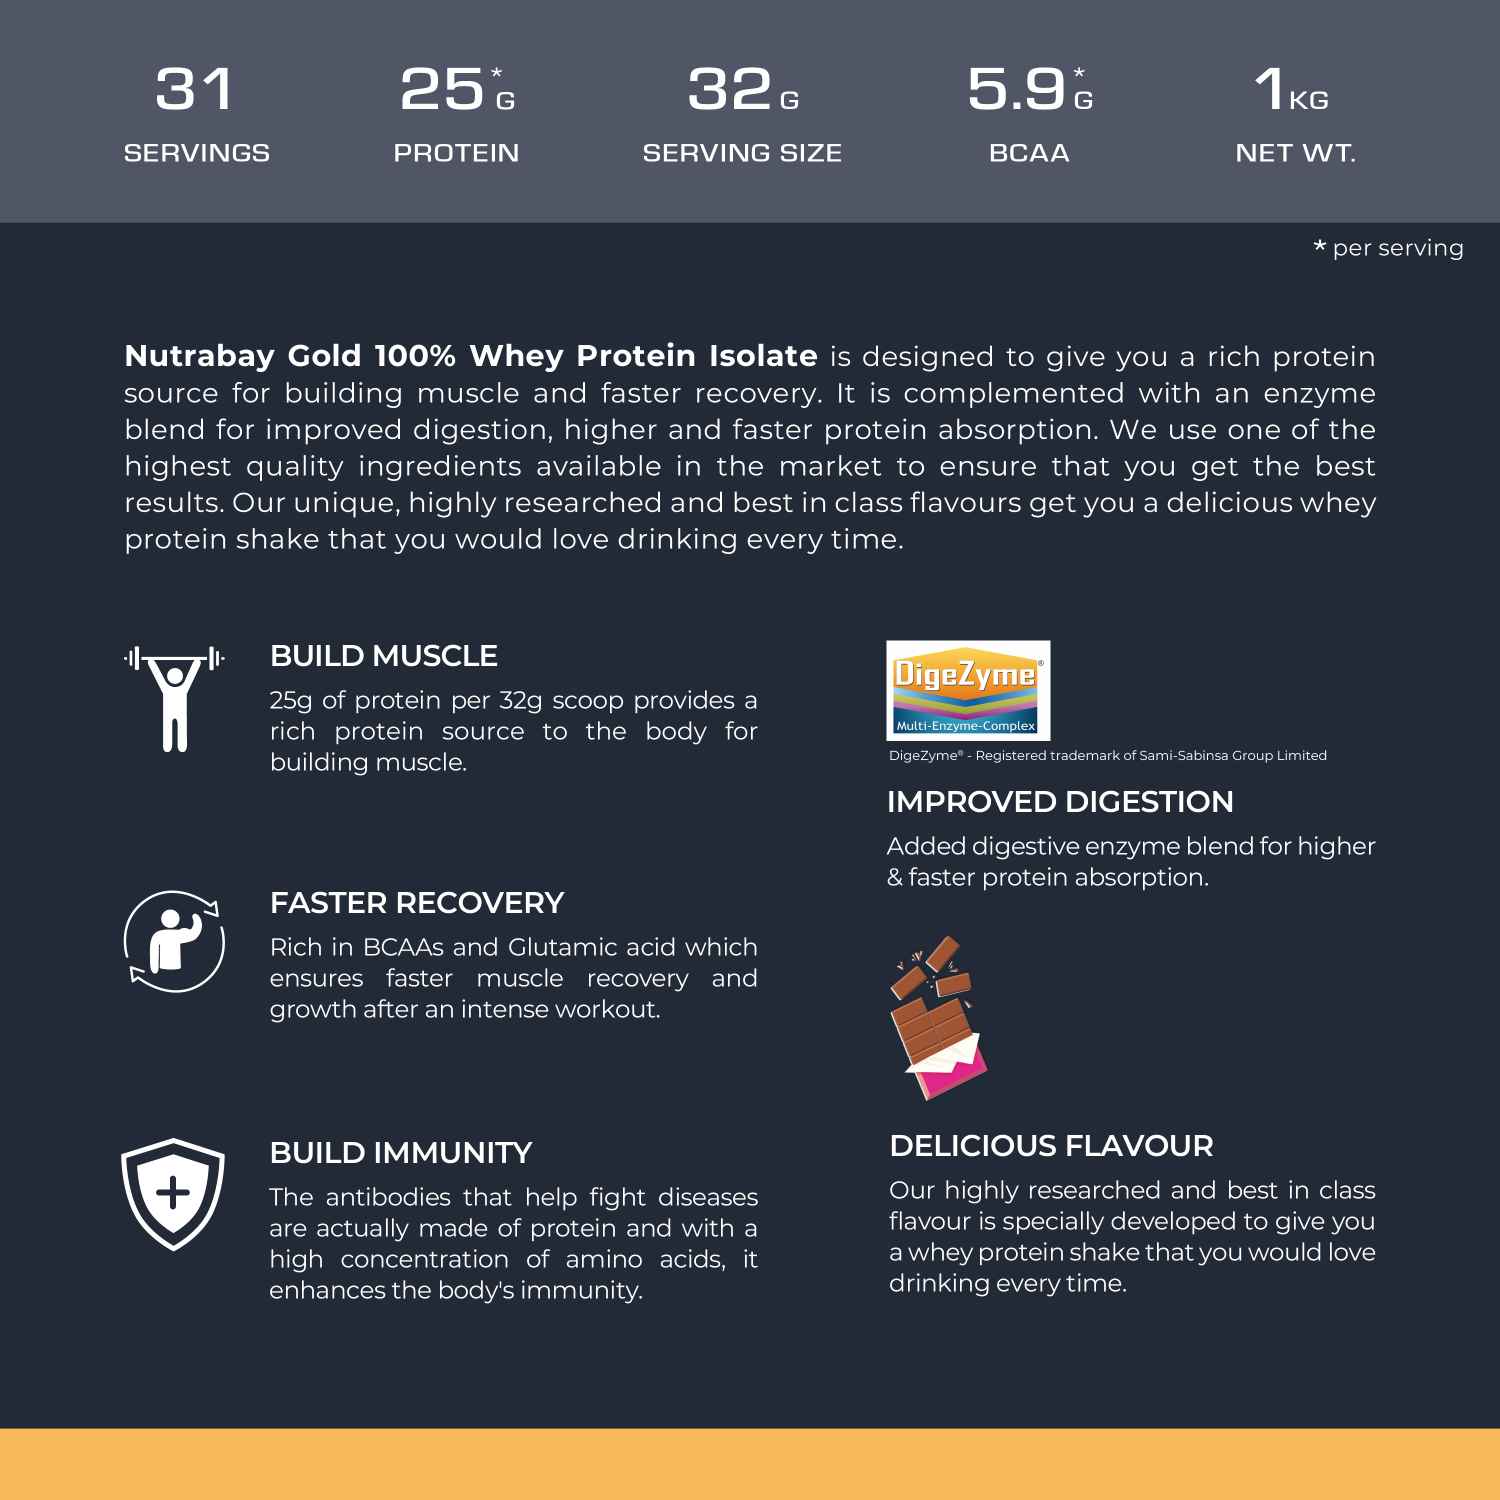 31
SERVINGS
25*G
PROTEIN
32G
SERVING SIZE
5.9*G
BCAA
1KG
NET WT.
* per serving
Nutrabay Gold 100% Whey Protein Isolate is designed to give you a rich protein
source for building muscle and faster recovery. It is complemented with an enzyme
blend for improved digestion, higher and faster protein absorption. We use one of the
highest quality ingredients available in the market to ensure that you get the best
results. Our unique, highly researched and best in class flavours get you a delicious whey
protein shake that you would love drinking every time.
BUILD MUSCLE
25g of protein per 32g scoop provides a
rich protein source to the body for
building muscle.
FASTER RECOVERY
Rich in BCAAs and Glutamic acid which
ensures faster muscle recovery and
growth after an intense workout.
BUILD IMMUNITY
The antibodies that help fight diseases
are actually made of protein and with a
high concentration of amino acids, it
enhances the body's immunity.
DigeZyme®
Multi-Enzyme-Complex
DigeZyme® - Registered trademark of Sami-Sabinsa Group Limited
IMPROVED DIGESTION
Added digestive enzyme blend for higher
& faster protein absorption.
DELICIOUS FLAVOUR
Our highly researched and best in class
flavour is specially developed to give you
a whey protein shake that you would love
drinking every time.